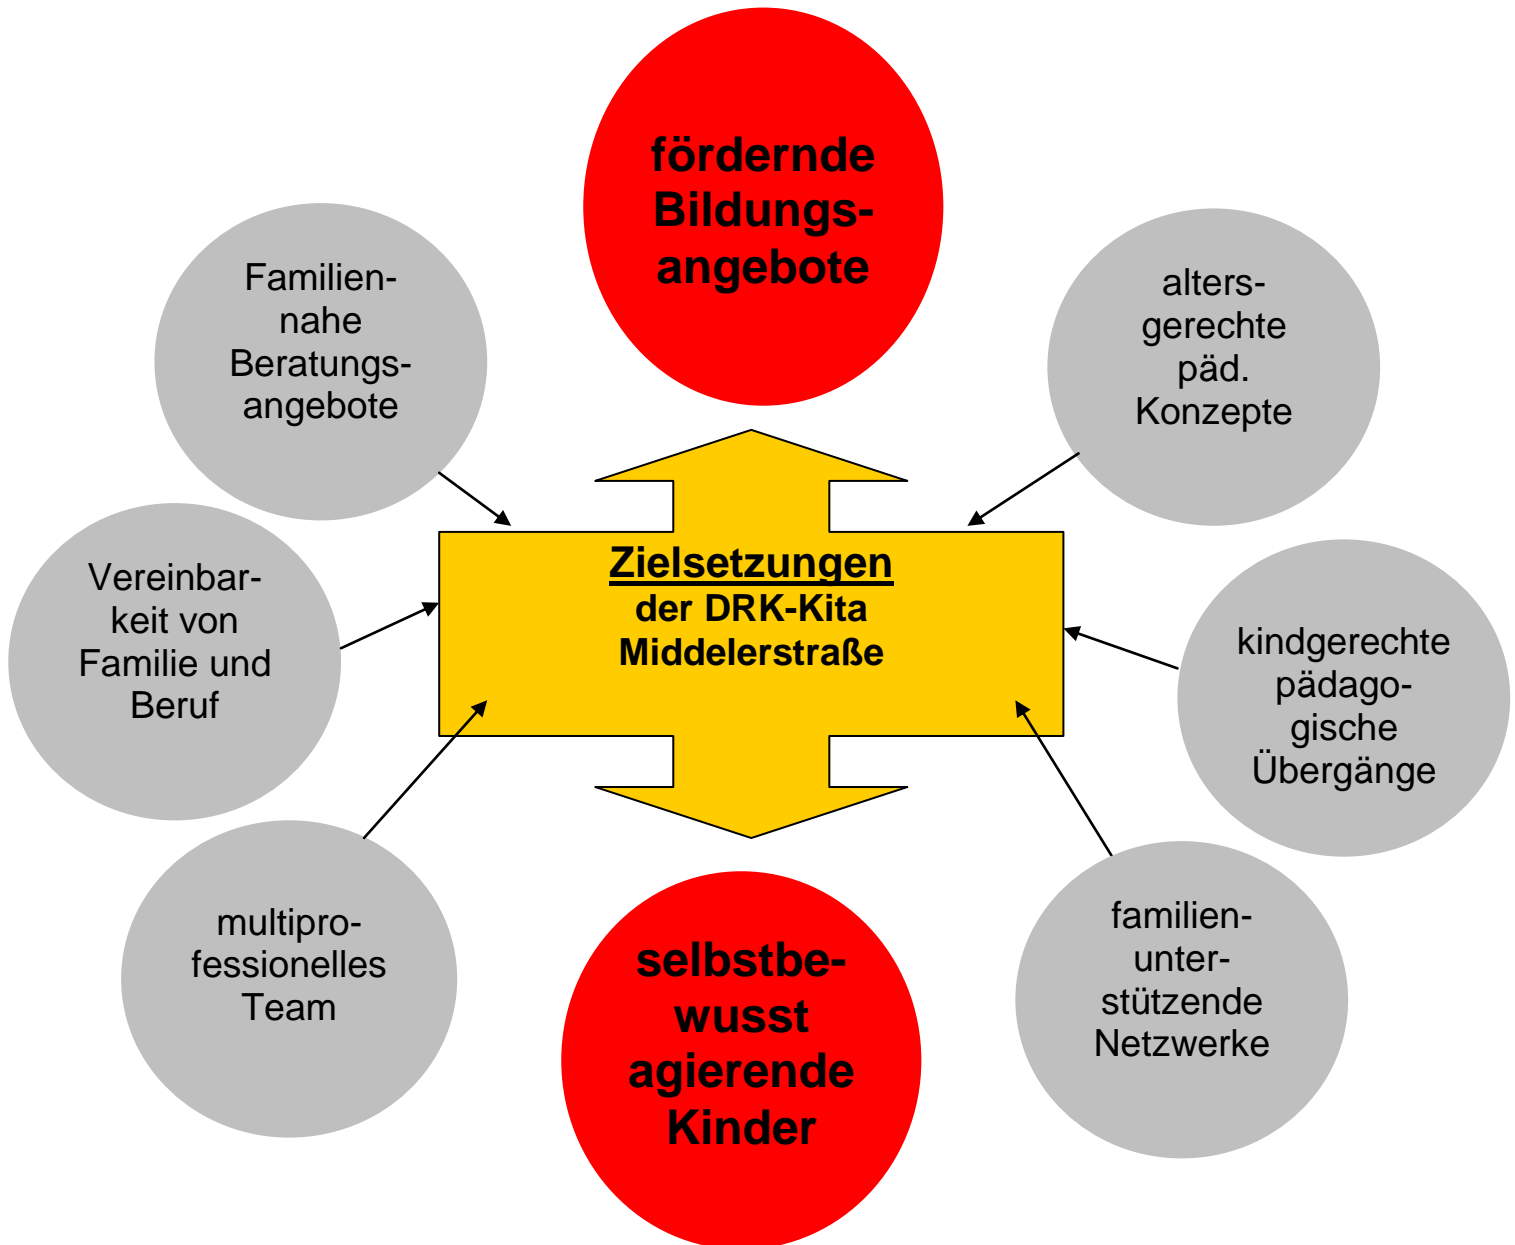 fördernde
Bildungs-
angebote
Familien-
nahe
Beratungs-
angebote
alters-
gerechte
päd.
Konzepte
Zielsetzungen
der DRK-Kita
Middelerstraße
Vereinbar-
keit von
Familie und
Beruf
kindgerechte
pädago-
gische
Übergänge
multipro-
fessionelles
Team
selbstbe-
wusst
agierende
Kinder
familien-
unter-
stützende
Netzwerke